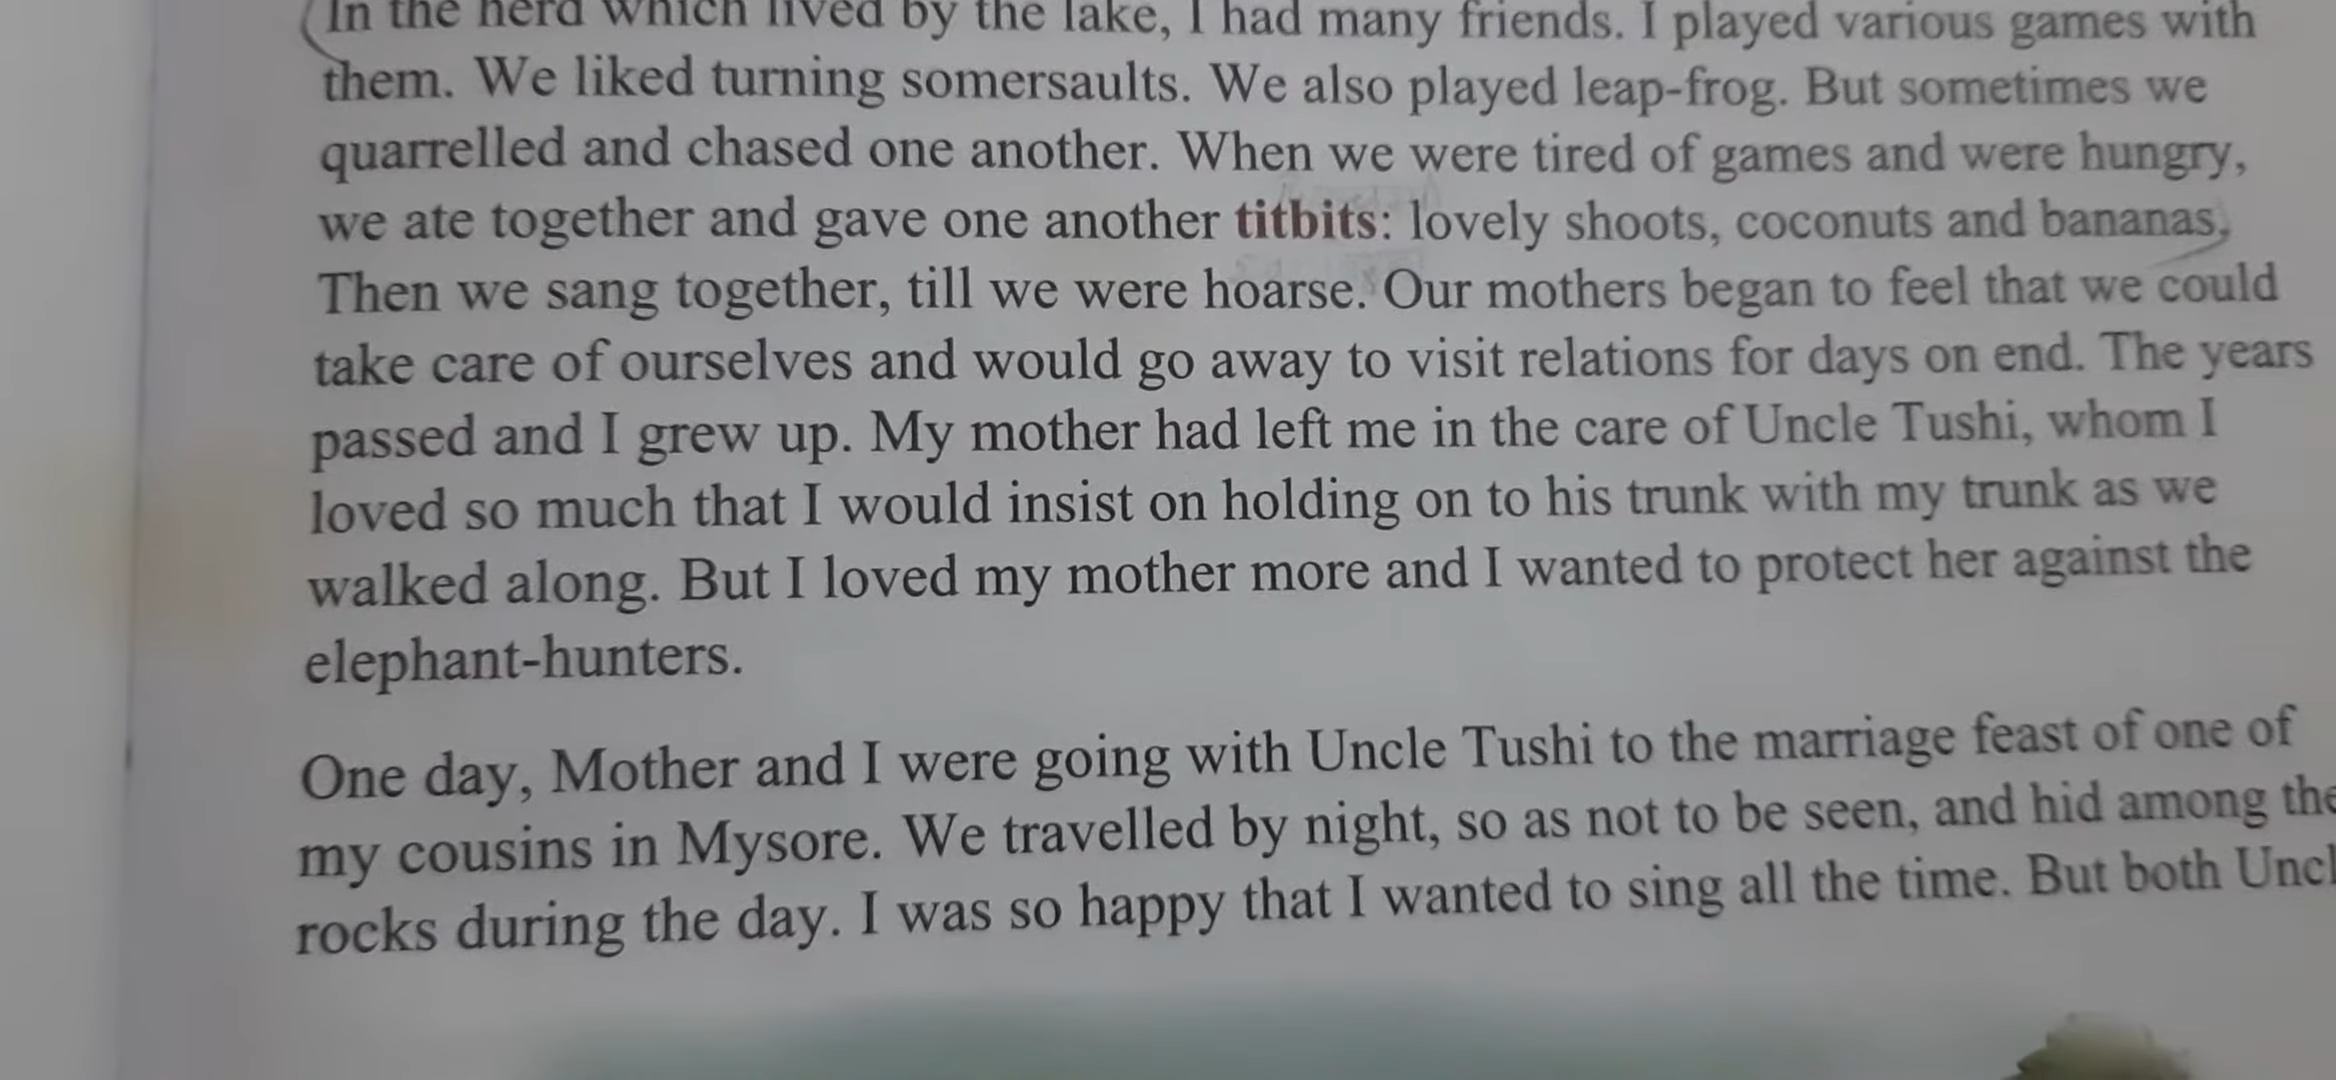 In the herd which lived by the lake, I had many friends. I played various games with
them. We liked turning somersaults. We also played leap-frog. But sometimes we
quarrelled and chased one another. When we were tired of games and were hungry,
we ate together and gave one another titbits: lovely shoots, coconuts and bananas.
Then we sang together, till we were hoarse. Our mothers began to feel that we could
take care of ourselves and would go away to visit relations for days on end. The years
passed and I grew up. My mother had left me in the care of Uncle Tushi, whom I
loved so much that I would insist on holding on to his trunk with my trunk as we
walked along. But I loved my mother more and I wanted to protect her against the
elephant-hunters.
One day, Mother and I were going with Uncle Tushi to the marriage feast of one of
my cousins in Mysore. We travelled by night, so as not to be seen, and hid among the
rocks during the day. I was so happy that I wanted to sing all the time. But both Uncl